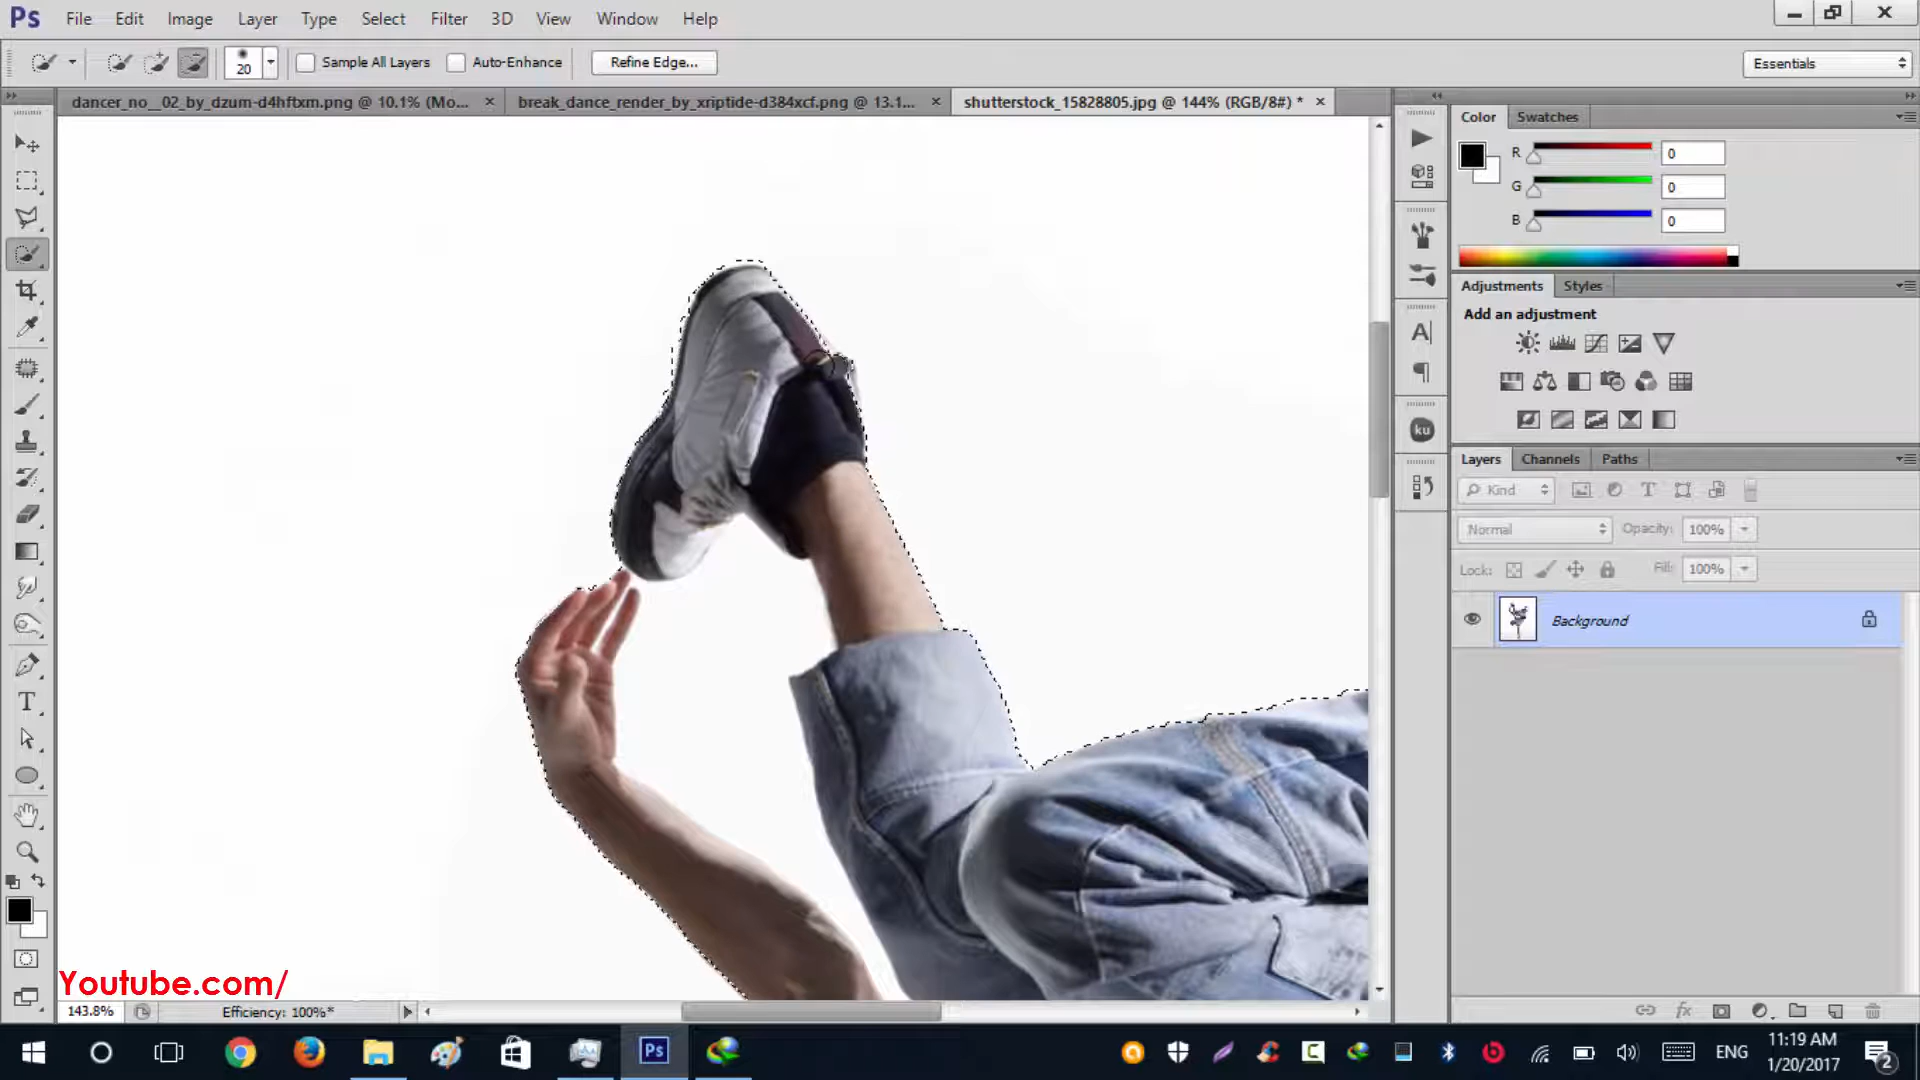 Ps File Edit Image Layer Type Select Filter 3D View Window Help
20 Sample All Layers Auto-Enhance Refine Edge... Essentials
dancer_no__02_by_dzum-d4hftxm.png @ 10.1% (Mo... × break_dance_render_by_xriptide-d384xcf.png @ 13.1... × shutterstock_15828805.jpg @ 144% (RGB/8#) * ×
Color Swatches
R 0
G 0
B 0
Adjustments Styles
Add an adjustment
ku
Layers Channels Paths
Kind
Normal Opacity: 100%
Lock: Fill: 100%
Background
Youtube.com/
143.8% Efficiency: 100%*
Ps ENG 11:19 AM
1/20/2017 2